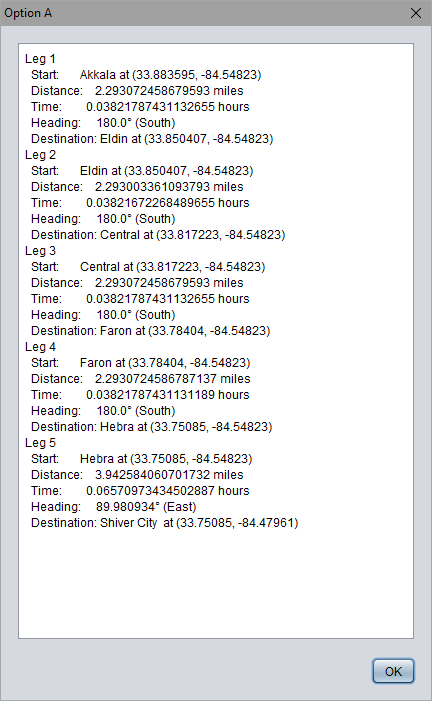 Option A
Leg 1
Start: Akkala at (33.883595, -84.54823)
Distance: 2.293072458679593 miles
Time: 0.03821787431132655 hours
Heading: 180.0° (South)
Destination: Eldin at (33.850407, -84.54823)
Leg 2
Start: Eldin at (33.850407, -84.54823)
Distance: 2.293003361093793 miles
Time: 0.03821672268489655 hours
Heading: 180.0° (South)
Destination: Central at (33.817223, -84.54823)
Leg 3
Start: Central at (33.817223, -84.54823)
Distance: 2.293072458679593 miles
Time: 0.03821787431132655 hours
Heading: 180.0° (South)
Destination: Faron at (33.78404, -84.54823)
Leg 4
Start: Faron at (33.78404, -84.54823)
Distance: 2.2930724586787137 miles
Time: 0.03821787431131189 hours
Heading: 180.0° (South)
Destination: Hebra at (33.75085, -84.54823)
Leg 5
Start: Hebra at (33.75085, -84.54823)
Distance: 3.942584060701732 miles
Time: 0.06570973434502887 hours
Heading: 89.980934° (East)
Destination: Shiver City at (33.75085, -84.47961)
OK